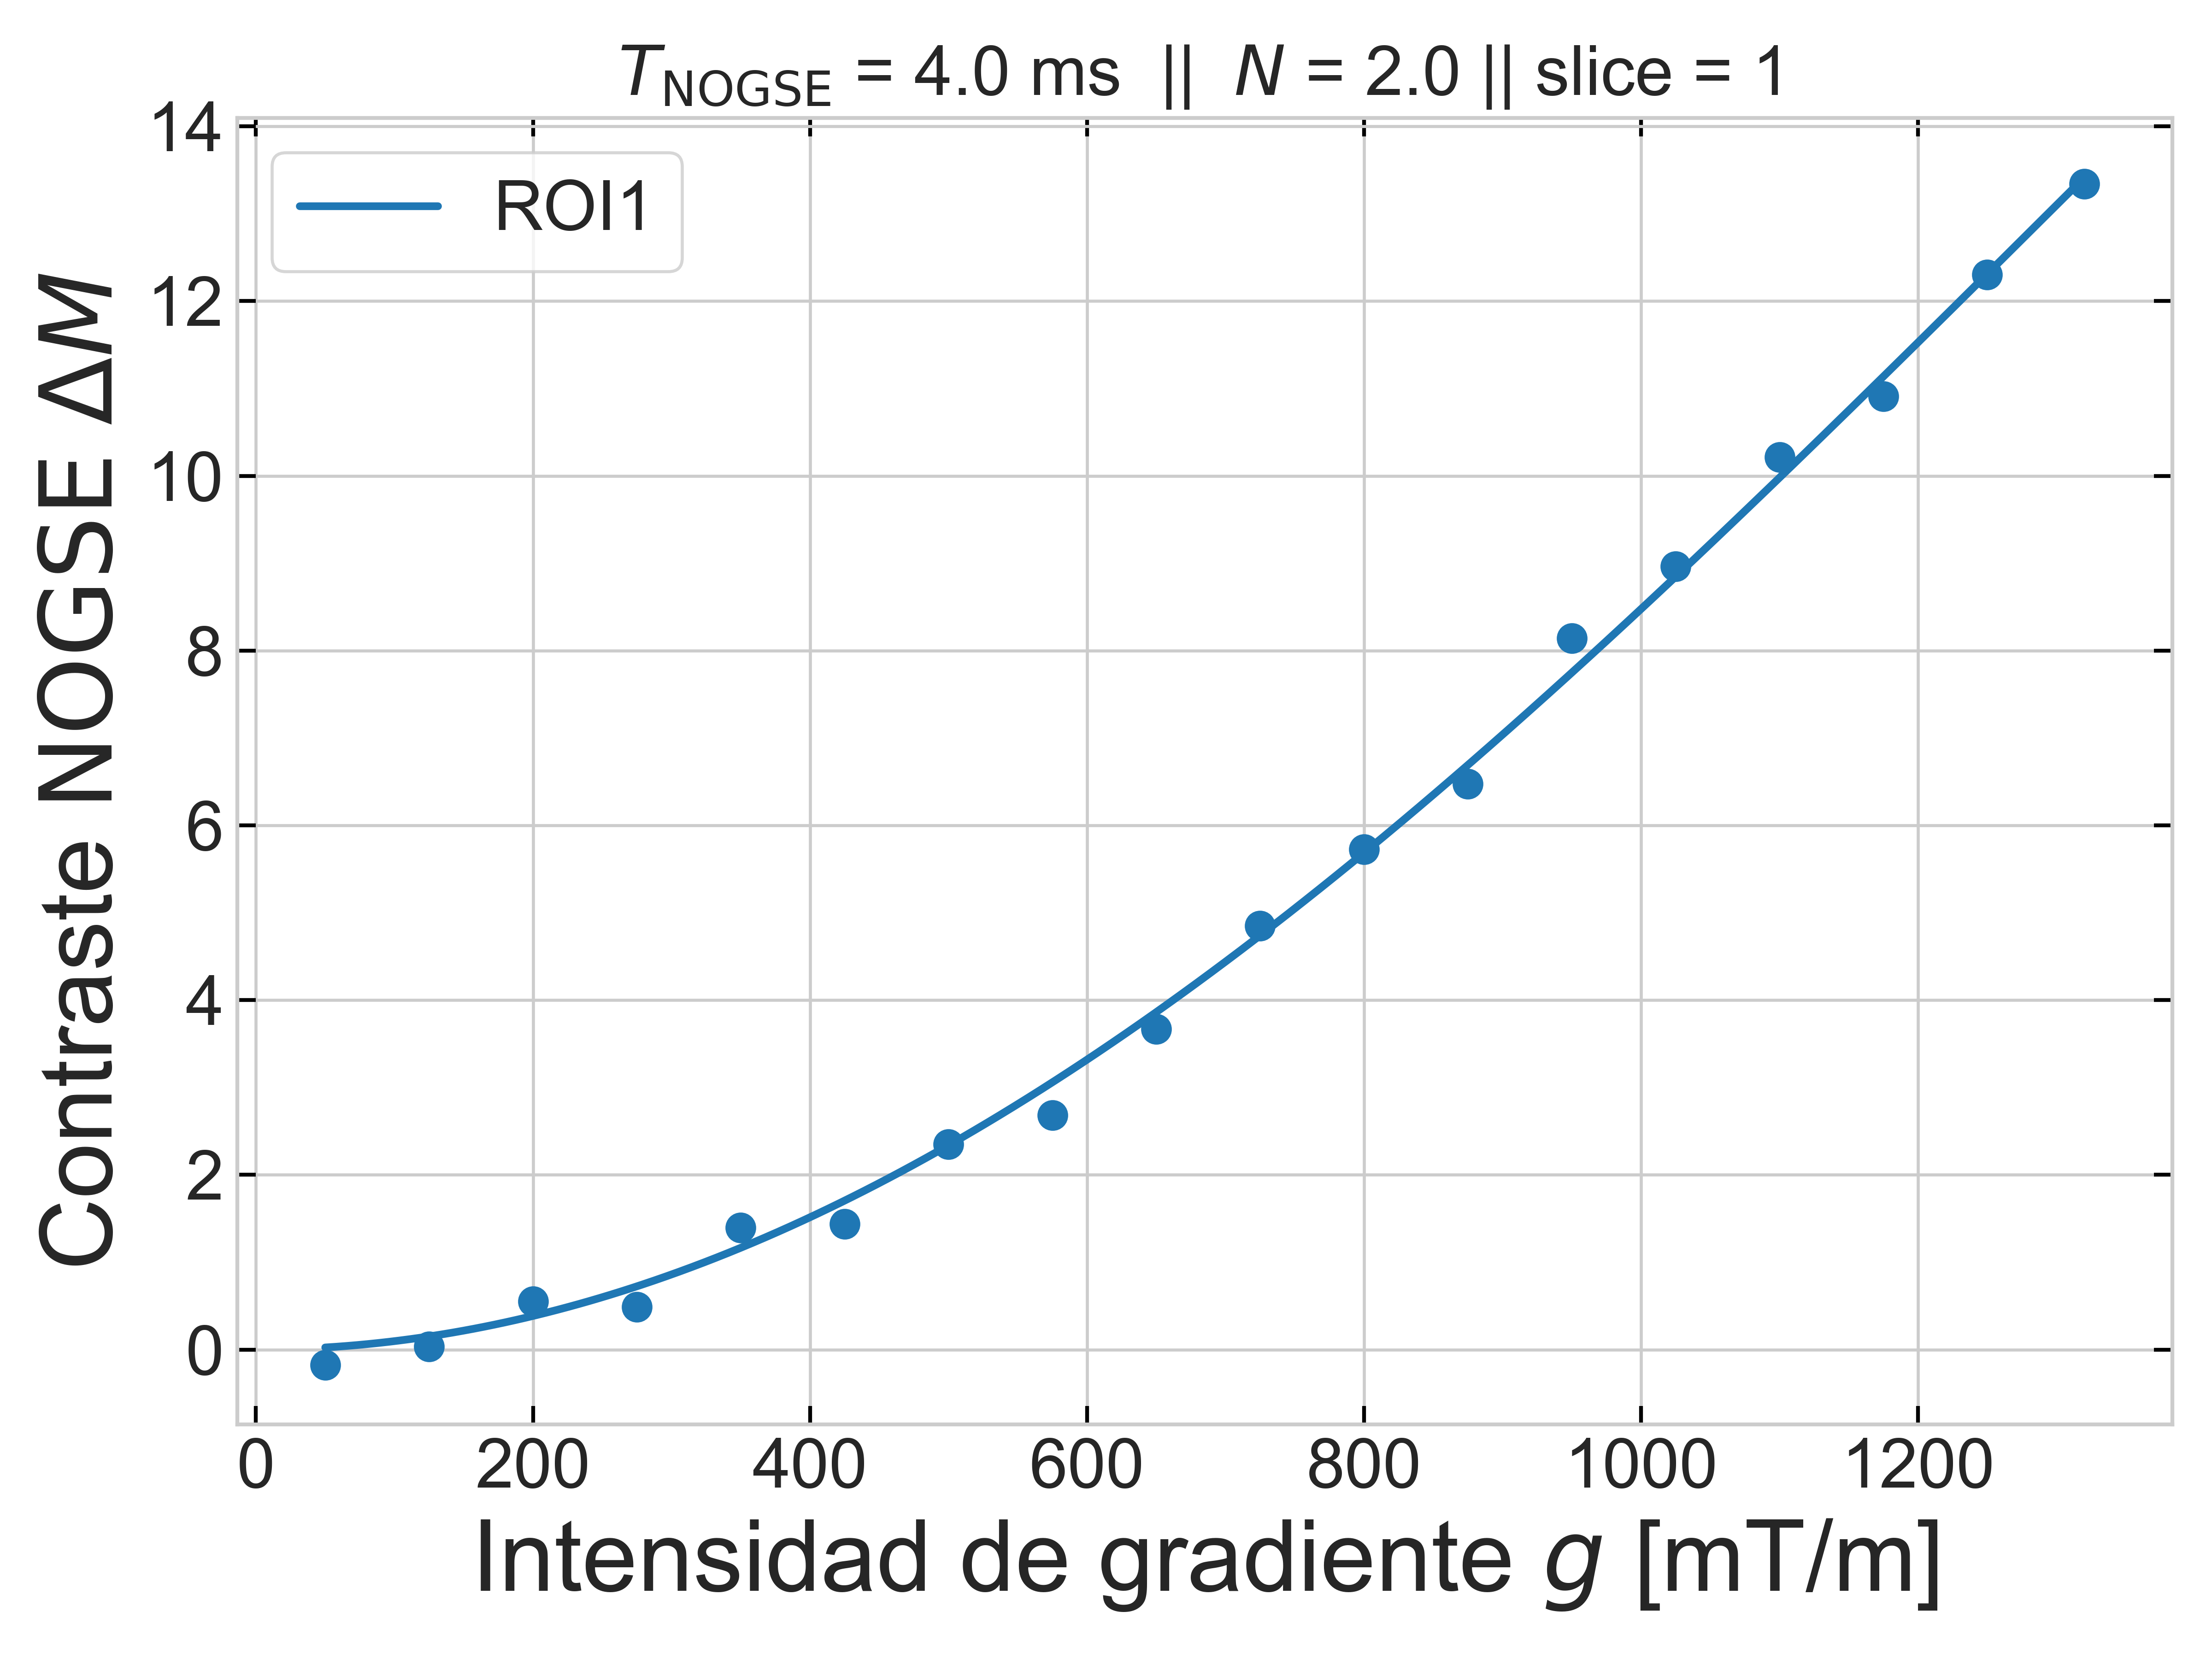 T_NOGSE = 4.0 ms || N = 2.0 || slice = 1
ROI1
Contraste NOGSE ΔM
14
12
10
8
6
4
2
0
0 200 400 600 800 1000 1200
Intensidad de gradiente g [mT/m]